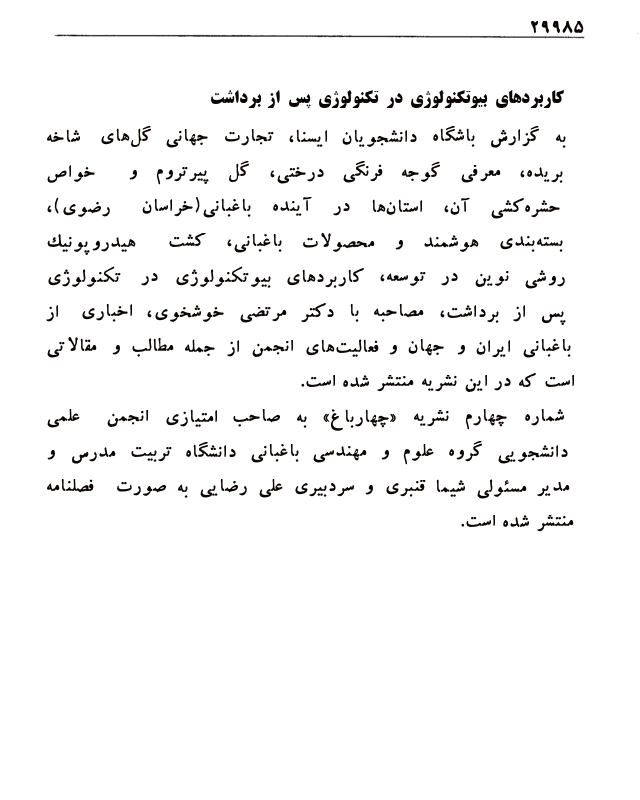 ۲۹۹۸۵
کاربردهای بیوتکنولوژی در تکنولوژی پس از برداشت
به گزارش باشگاه دانشجویان ایسنا، تجارت جهانی گل‌های شاخه
بریده، معرفی گوجه فرنگی درختی، گل پیرتروم و خواص
حشره‌کشی آن، استان‌ها در آینده باغبانی(خراسان رضوی)،
بسته‌بندی هوشمند و محصولات باغبانی، کشت هیدروپونیك
روشی نوین در توسعه، کاربردهای بیوتکنولوژی در تکنولوژی
پس از برداشت، مصاحبه با دکتر مرتضی خوشخوی، اخباری از
باغبانی ایران و جهان و فعالیت‌های انجمن از جمله مطالب و مقالاتی
است که در این نشریه منتشر شده است.
شماره چهارم نشریه «چهارباغ» به صاحب امتیازی انجمن علمی
دانشجویی گروه علوم و مهندسی باغبانی دانشگاه تربیت مدرس و
مدیر مسئولی شیما قنبری و سردبیری علی رضایی به صورت فصلنامه
منتشر شده است.